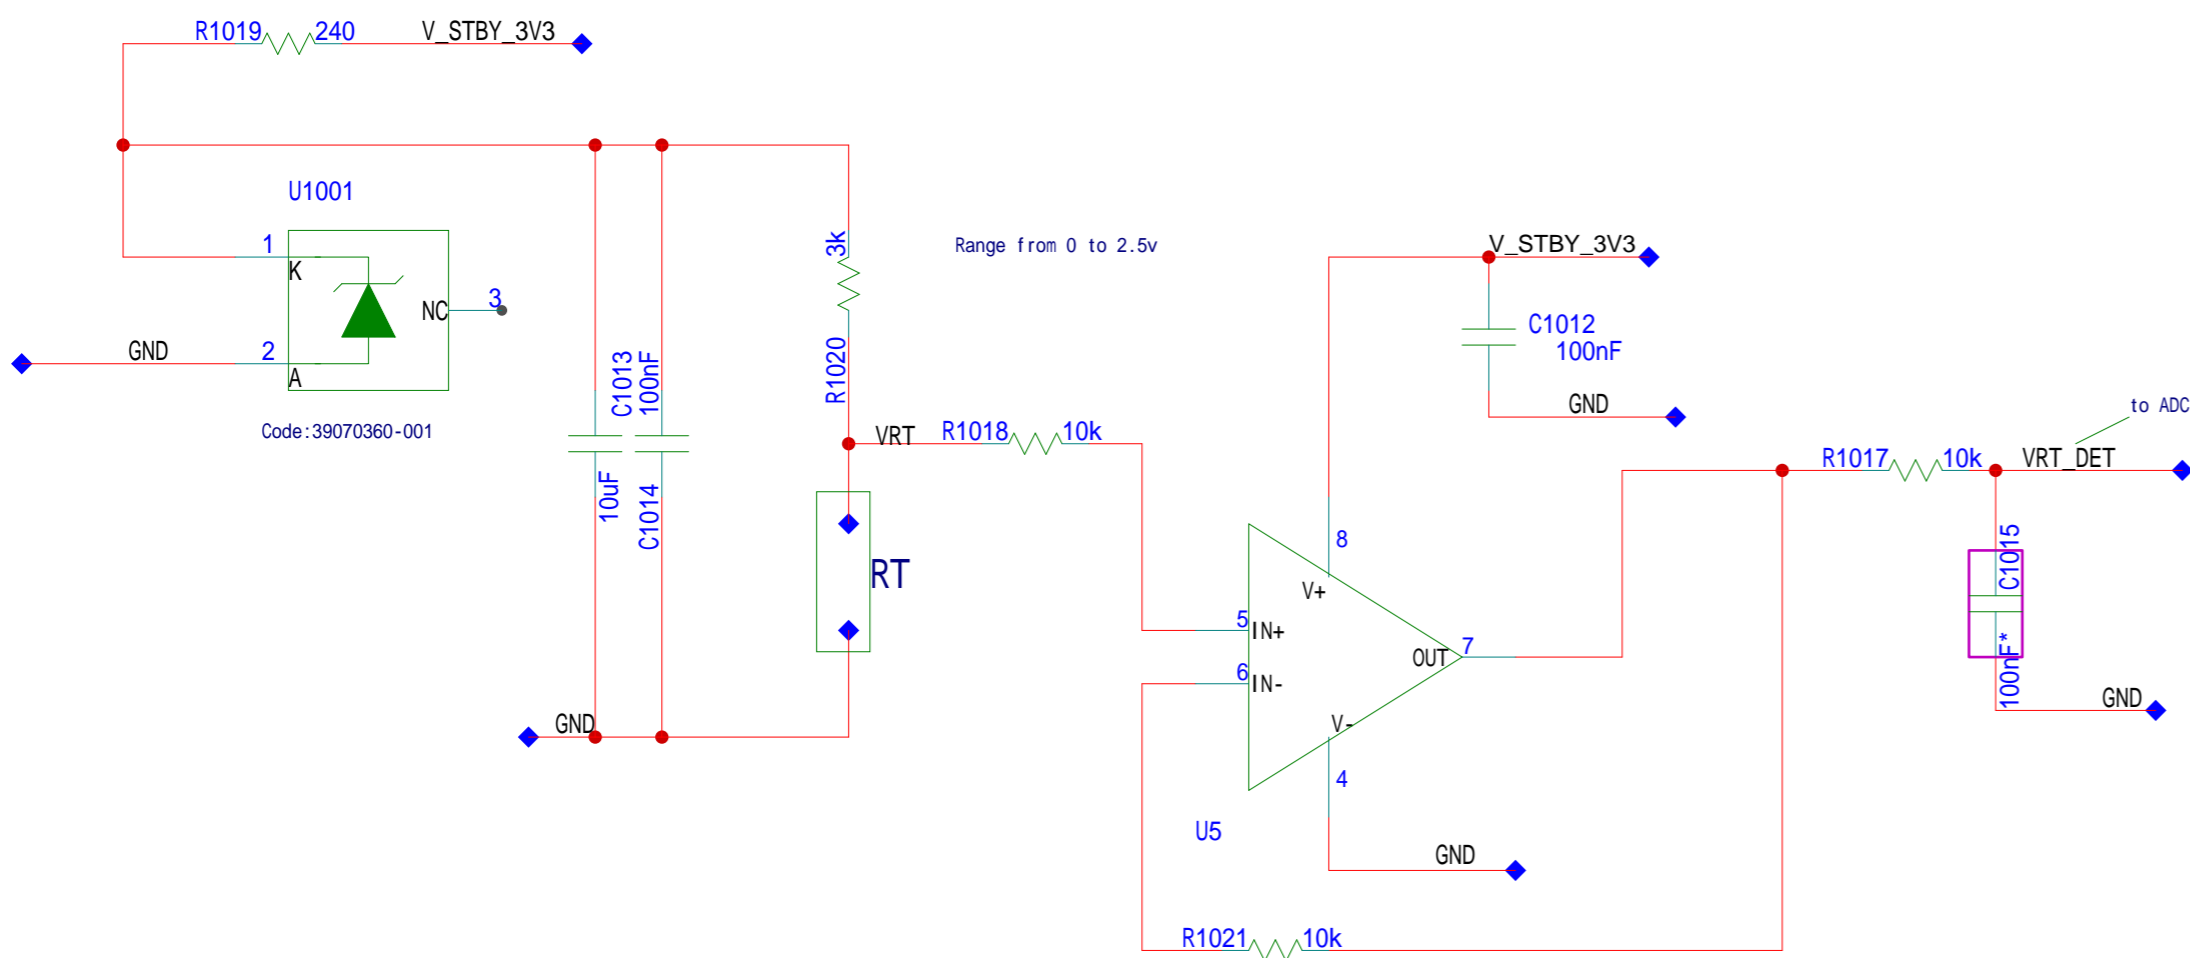 R1019 240 V_STBY_3V3
U1001
1
K
NC 3
GND 2
A
Code:39070360-001
C1013
10uF
100nF
C1014
3k
R1020
Range from 0 to 2.5v
VRT R1018 10k
RT
GND
V_STBY_3V3
C1012
100nF
GND
8
V+
5 IN+
6 IN-
OUT 7
V-
4
U5
GND
R1021 10k
to ADC
R1017 10k VRT_DET
C1015
100nF*
GND